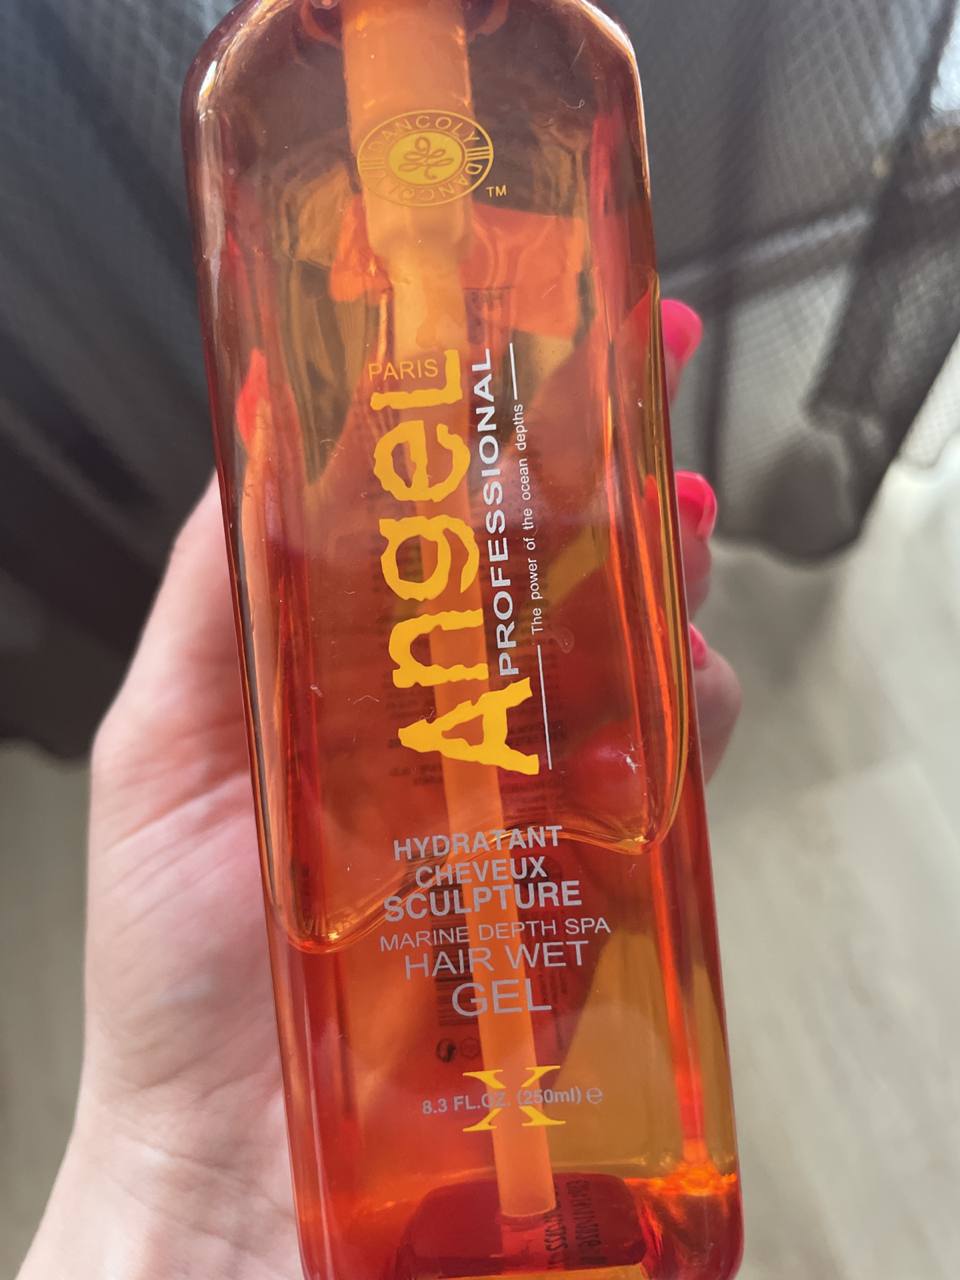 DANCOLY
DANCOLY
TM
PARIS
Angel
PROFESSIONAL
The power of the ocean depths
HYDRATANT
CHEVEUX
SCULPTURE
MARINE DEPTH SPA
HAIR WET
GEL
X
8.3 FL.OZ. (250ml) e